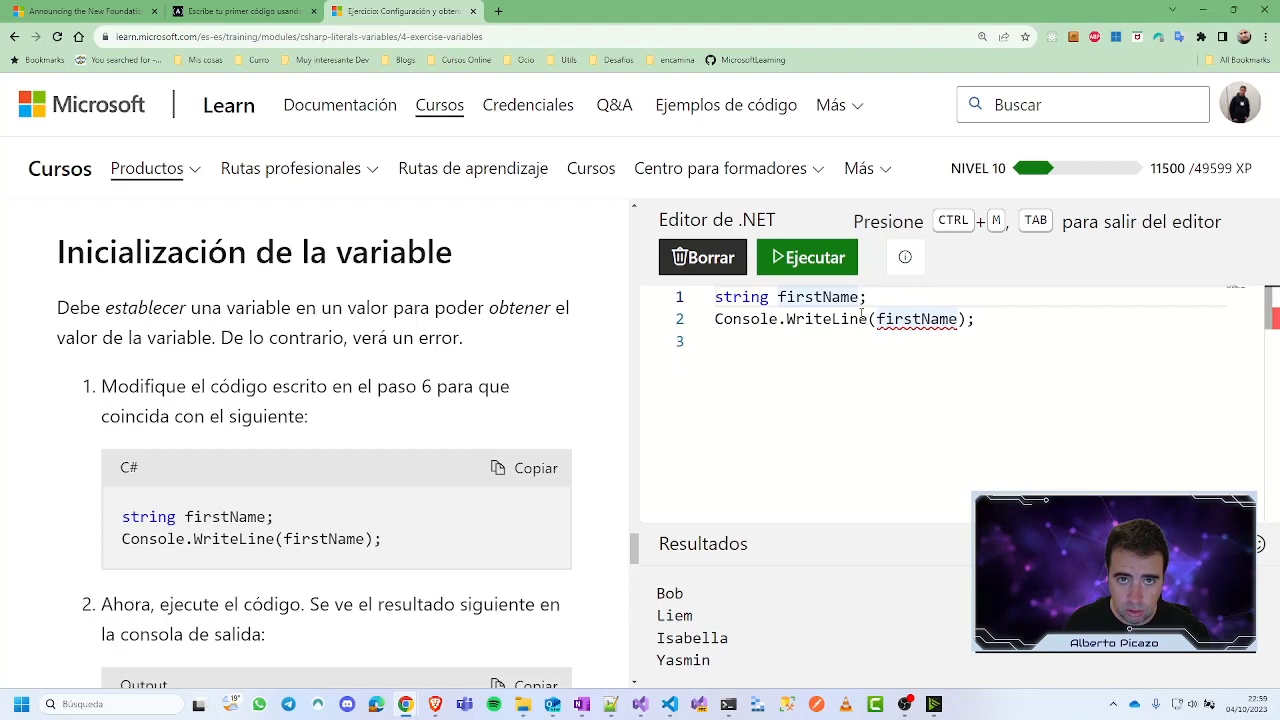 Announcing the New Foundatic
Escribe tu primer código usando
Ejercicio: Configuración y obten
learn.microsoft.com/es-es/training/modules/csharp-literals-variables/4-exercise-variables
Bookmarks
You searched for -...
Mis cosas
Curro
Muy interesante Dev
Blogs
Cursos Online
Ocio
Utils
Desafios
encamina
MicrosoftLearning
All Bookmarks
Microsoft
Learn
Documentación
Cursos
Credenciales
Q&A
Ejemplos de código
Más
Buscar
Cursos
Productos
Rutas profesionales
Rutas de aprendizaje
Cursos
Centro para formadores
Más
NIVEL 10
11500 /49599 XP
Inicialización de la variable
Debe establecer una variable en un valor para poder obtener el
valor de la variable. De lo contrario, verá un error.
1. Modifique el código escrito en el paso 6 para que
coincida con el siguiente:
C#
Copiar
string firstName;
Console.WriteLine(firstName);
2. Ahora, ejecute el código. Se ve el resultado siguiente en
la consola de salida:
Output
Copiar
Editor de .NET
Presione CTRL + M, TAB para salir del editor
Borrar
Ejecutar
1 string firstName;
2 Console.WriteLine(firstName);
3
Resultados
Bob
Liem
Isabella
Yasmin
Alberto Picazo
Búsqueda
19°
22:59
04/10/2023